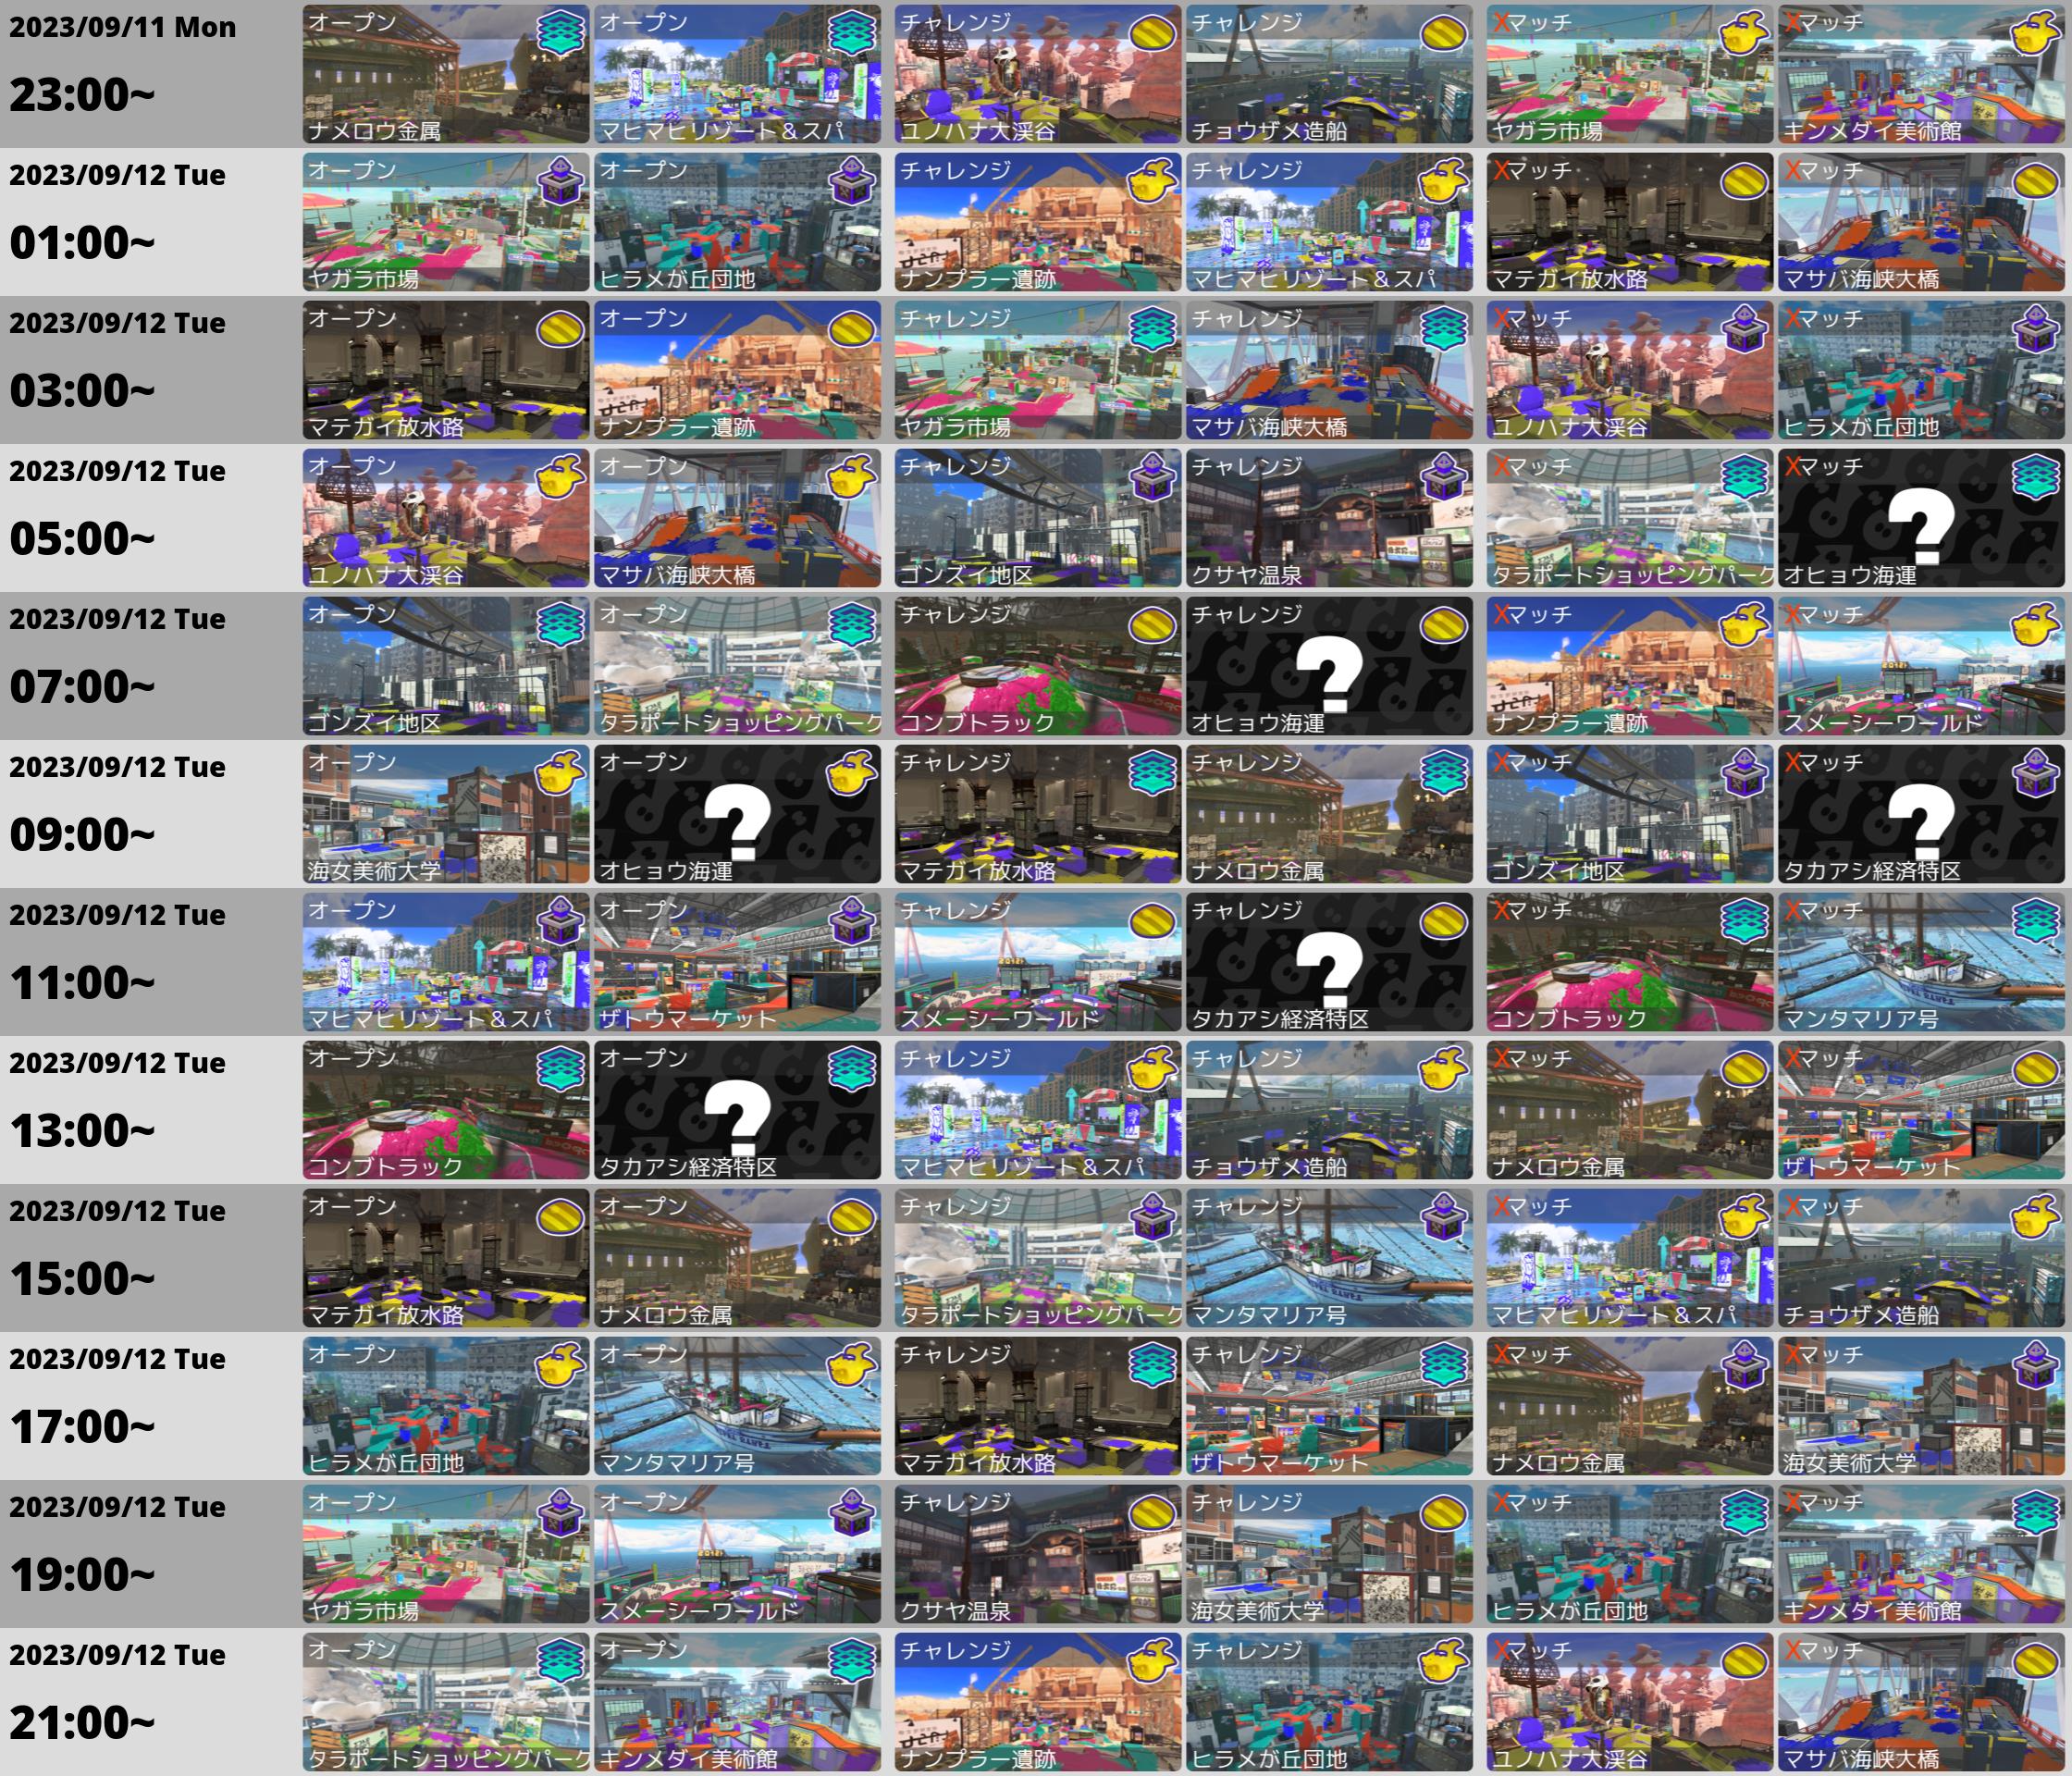 2023/09/11 Mon
23:00~
オープン オープン チャレンジ チャレンジ Xマッチ Xマッチ
ナメロウ金属 マヒマヒリゾート&スパ ユノハナ大渓谷 チョウザメ造船 ヤガラ市場 キンメダイ美術館
2023/09/12 Tue
01:00~
オープン オープン チャレンジ チャレンジ Xマッチ Xマッチ
ヤガラ市場 ヒラメが丘団地 ナンプラー遺跡 マヒマヒリゾート&スパ マテガイ放水路 マサバ海峡大橋
2023/09/12 Tue
03:00~
オープン オープン チャレンジ チャレンジ Xマッチ Xマッチ
マテガイ放水路 ナンプラー遺跡 ヤガラ市場 マサバ海峡大橋 ユノハナ大渓谷 ヒラメが丘団地
2023/09/12 Tue
05:00~
オープン オープン チャレンジ チャレンジ Xマッチ Xマッチ
?
ユノハナ大渓谷 マサバ海峡大橋 ゴンズイ地区 クサヤ温泉 タラポートショッピングパーク オヒョウ海運
2023/09/12 Tue
07:00~
オープン オープン チャレンジ チャレンジ Xマッチ Xマッチ
?
ゴンズイ地区 タラポートショッピングパーク コンブトラック オヒョウ海運 ナンプラー遺跡 スメーシーワールド
2023/09/12 Tue
09:00~
オープン オープン チャレンジ チャレンジ Xマッチ Xマッチ
? ?
海女美術大学 オヒョウ海運 マテガイ放水路 ナメロウ金属 ゴンズイ地区 タカアシ経済特区
2023/09/12 Tue
11:00~
オープン オープン チャレンジ チャレンジ Xマッチ Xマッチ
?
マヒマヒリゾート&スパ ザトウマーケット スメーシーワールド タカアシ経済特区 コンブトラック マンタマリア号
2023/09/12 Tue
13:00~
オープン オープン チャレンジ チャレンジ Xマッチ Xマッチ
?
コンブトラック タカアシ経済特区 マヒマヒリゾート&スパ チョウザメ造船 ナメロウ金属 ザトウマーケット
2023/09/12 Tue
15:00~
オープン オープン チャレンジ チャレンジ Xマッチ Xマッチ
マテガイ放水路 ナメロウ金属 タラポートショッピングパーク マンタマリア号 マヒマヒリゾート&スパ チョウザメ造船
2023/09/12 Tue
17:00~
オープン オープン チャレンジ チャレンジ Xマッチ Xマッチ
ヒラメが丘団地 マンタマリア号 マテガイ放水路 ザトウマーケット ナメロウ金属 海女美術大学
2023/09/12 Tue
19:00~
オープン オープン チャレンジ チャレンジ Xマッチ Xマッチ
ヤガラ市場 スメーシーワールド クサヤ温泉 海女美術大学 ヒラメが丘団地 キンメダイ美術館
2023/09/12 Tue
21:00~
オープン オープン チャレンジ チャレンジ Xマッチ Xマッチ
タラポートショッピングパーク キンメダイ美術館 ナンプラー遺跡 ヒラメが丘団地 ユノハナ大渓谷 マサバ海峡大橋